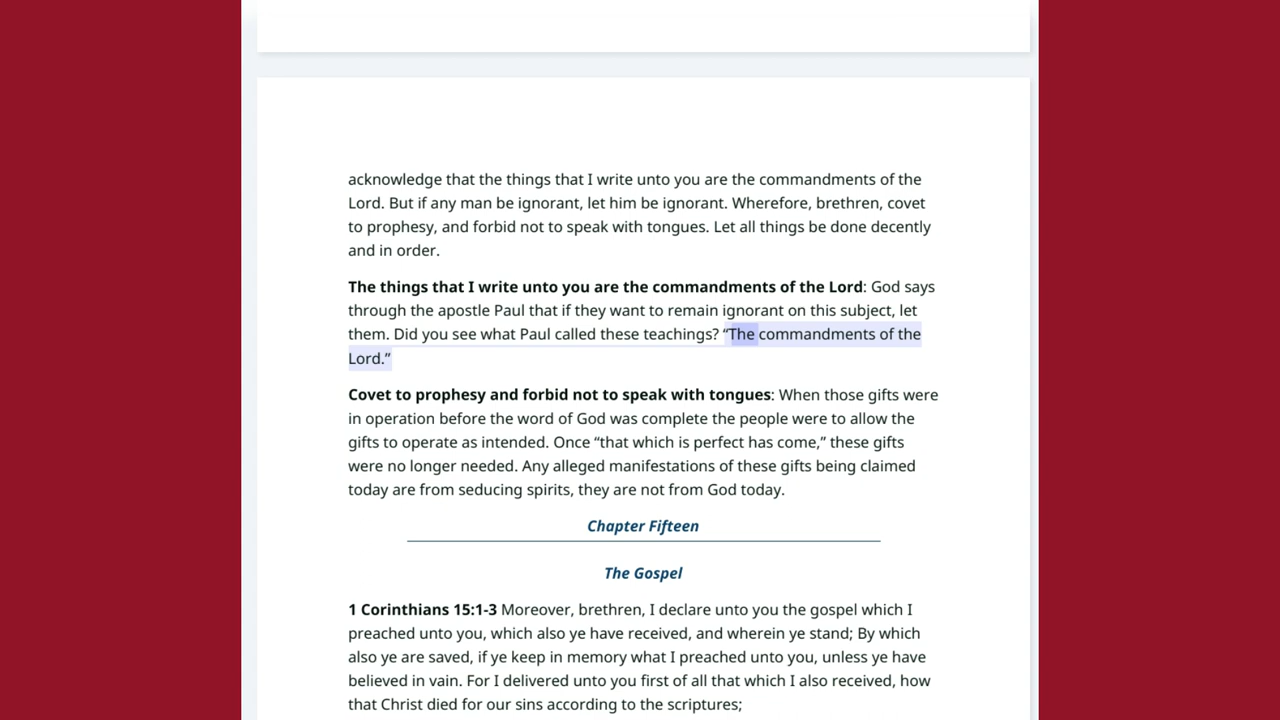 acknowledge that the things that I write unto you are the commandments of the
Lord. But if any man be ignorant, let him be ignorant. Wherefore, brethren, covet
to prophesy, and forbid not to speak with tongues. Let all things be done decently
and in order.
The things that I write unto you are the commandments of the Lord: God says
through the apostle Paul that if they want to remain ignorant on this subject, let
them. Did you see what Paul called these teachings? “The commandments of the
Lord.”
Covet to prophesy and forbid not to speak with tongues: When those gifts were
in operation before the word of God was complete the people were to allow the
gifts to operate as intended. Once “that which is perfect has come,” these gifts
were no longer needed. Any alleged manifestations of these gifts being claimed
today are from seducing spirits, they are not from God today.
Chapter Fifteen
The Gospel
1 Corinthians 15:1-3 Moreover, brethren, I declare unto you the gospel which I
preached unto you, which also ye have received, and wherein ye stand; By which
also ye are saved, if ye keep in memory what I preached unto you, unless ye have
believed in vain. For I delivered unto you first of all that which I also received, how
that Christ died for our sins according to the scriptures;